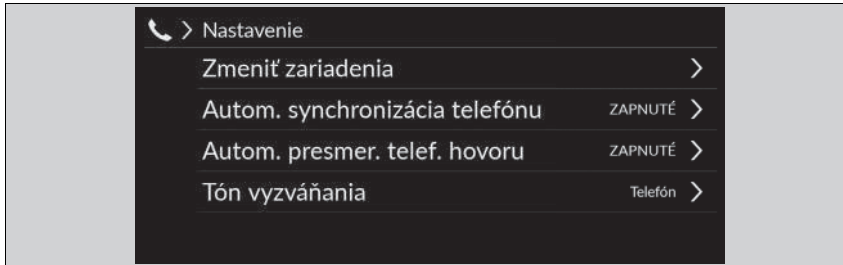 Nastavenie
Zmeniť zariadenia
Autom. synchronizácia telefónu ZAPNUTÉ
Autom. presmer. telef. hovoru ZAPNUTÉ
Tón vyzváňania Telefón